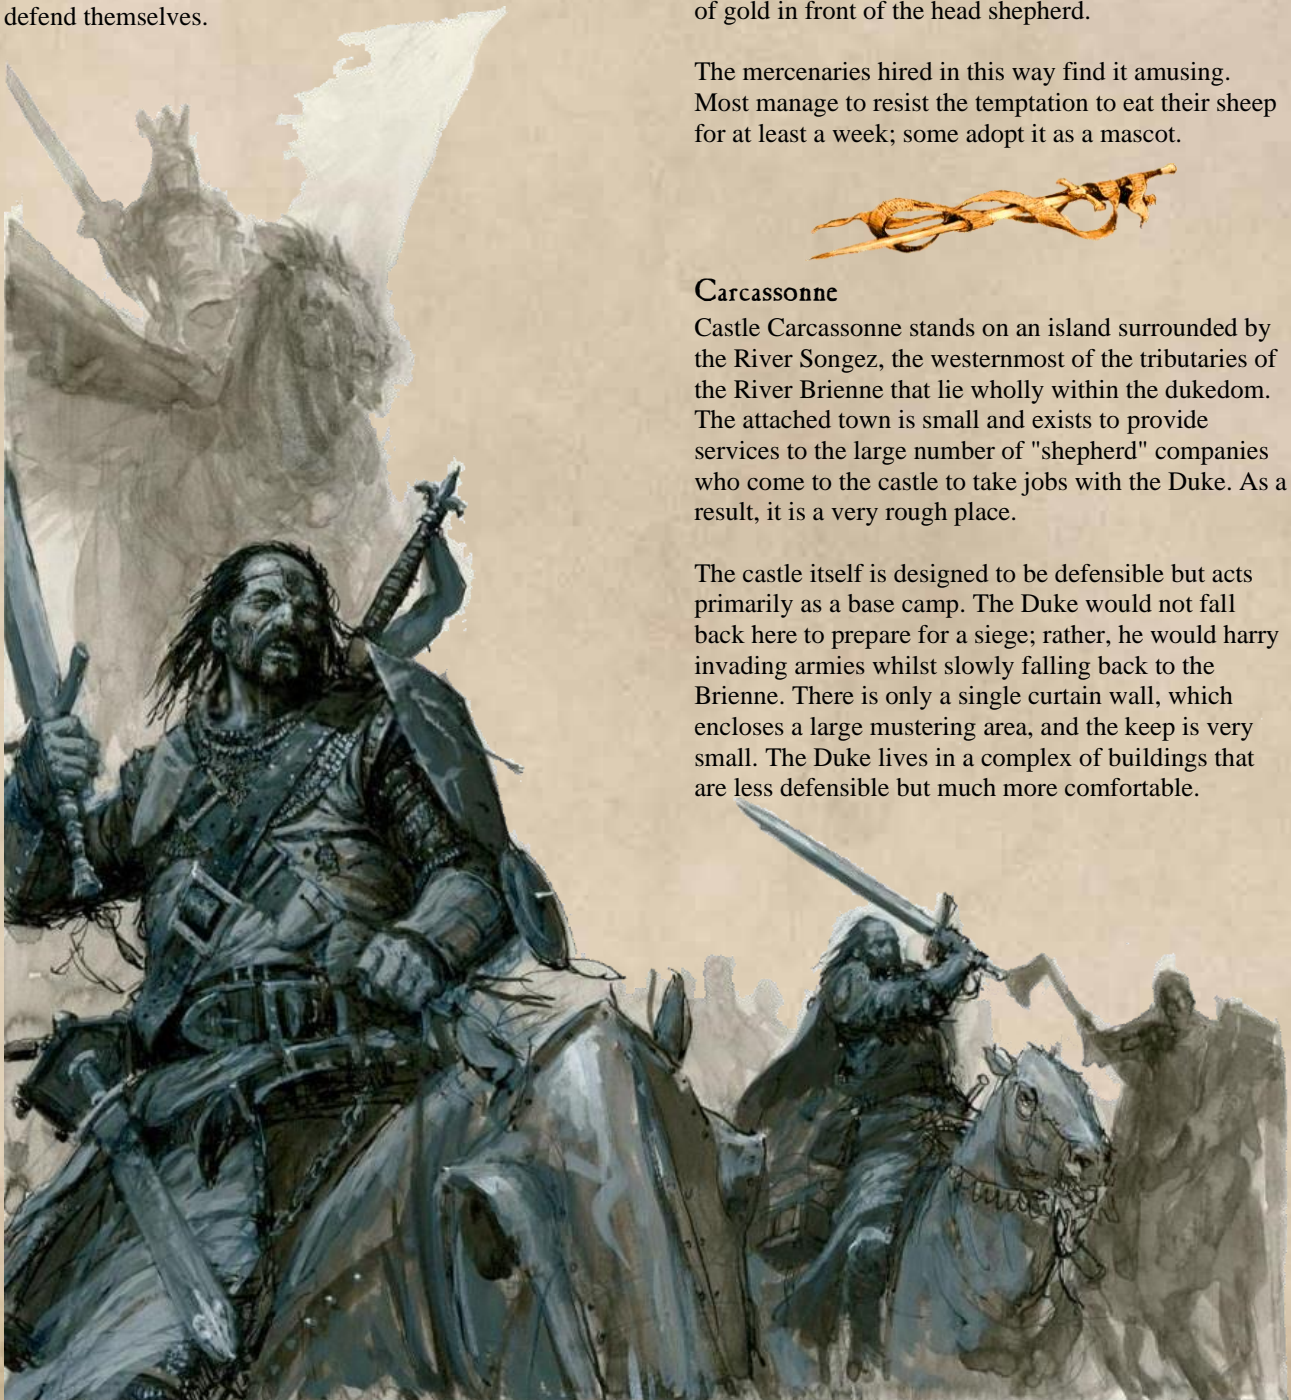 defend themselves.
of gold in front of the head shepherd.
The mercenaries hired in this way find it amusing.
Most manage to resist the temptation to eat their sheep
for at least a week; some adopt it as a mascot.
Carcassonne
Castle Carcassonne stands on an island surrounded by
the River Songez, the westernmost of the tributaries of
the River Brienne that lie wholly within the dukedom.
The attached town is small and exists to provide
services to the large number of "shepherd" companies
who come to the castle to take jobs with the Duke. As a
result, it is a very rough place.
The castle itself is designed to be defensible but acts
primarily as a base camp. The Duke would not fall
back here to prepare for a siege; rather, he would harry
invading armies whilst slowly falling back to the
Brienne. There is only a single curtain wall, which
encloses a large mustering area, and the keep is very
small. The Duke lives in a complex of buildings that
are less defensible but much more comfortable.